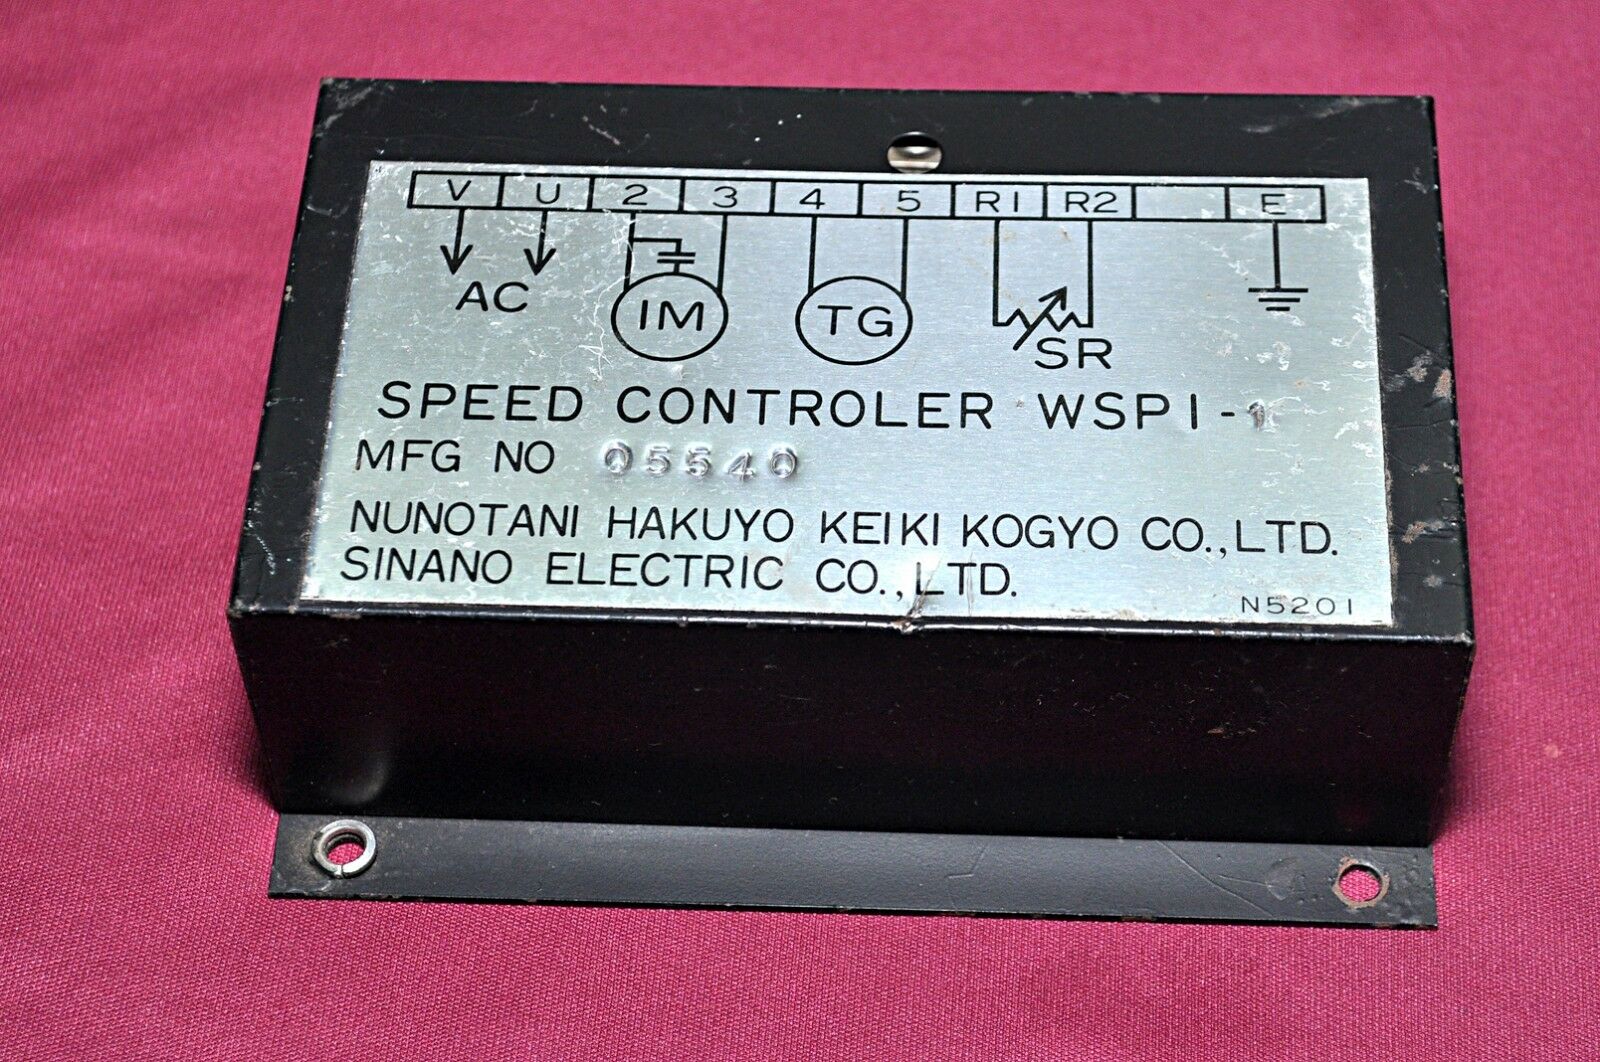 V U 2 3 4 5 R1 R2 E
AC IM TG SR
SPEED CONTROLER WSP1-1
MFG NO 05540
NUNOTANI HAKUYO KEIKI KOGYO CO.,LTD.
SINANO ELECTRIC CO.,LTD.
N5201